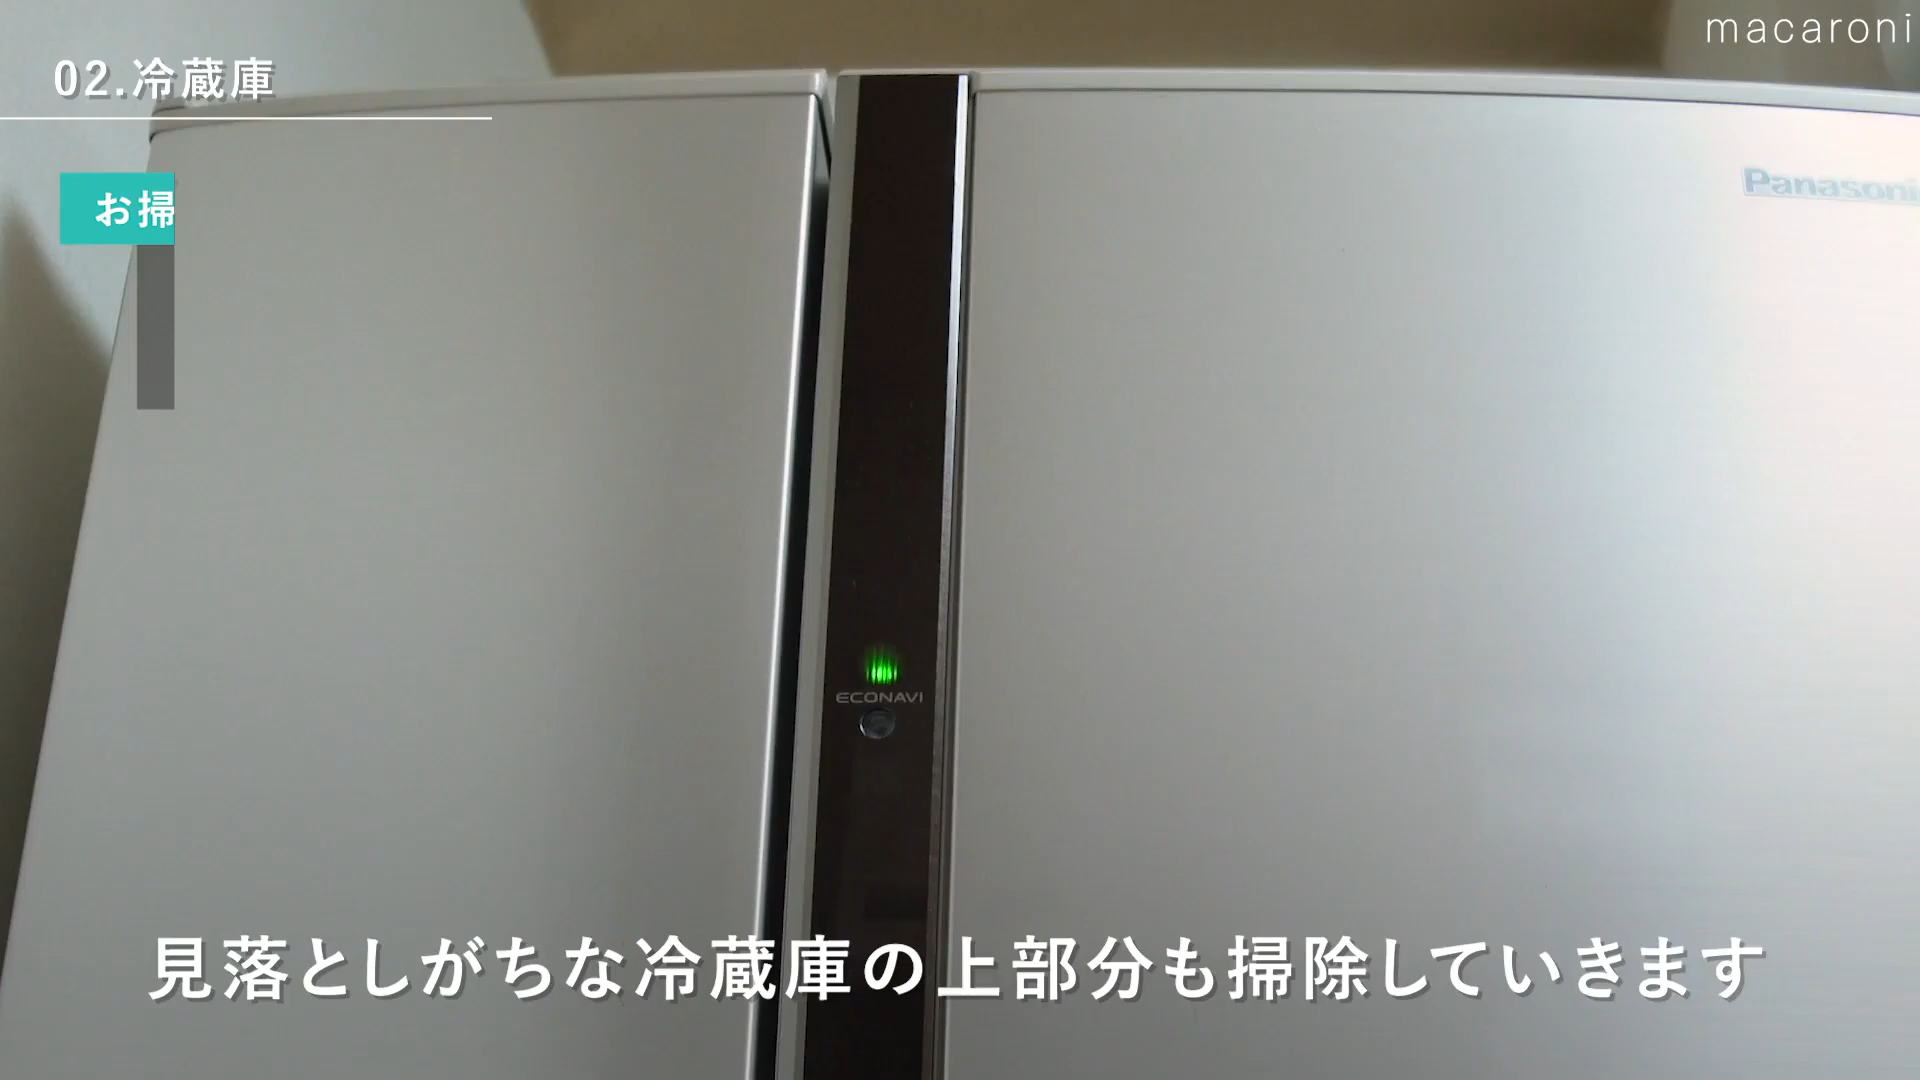 macaroni
02.冷蔵庫
お掃
Panasoni
ECONAVI
見落としがちな冷蔵庫の上部分も掃除していきます